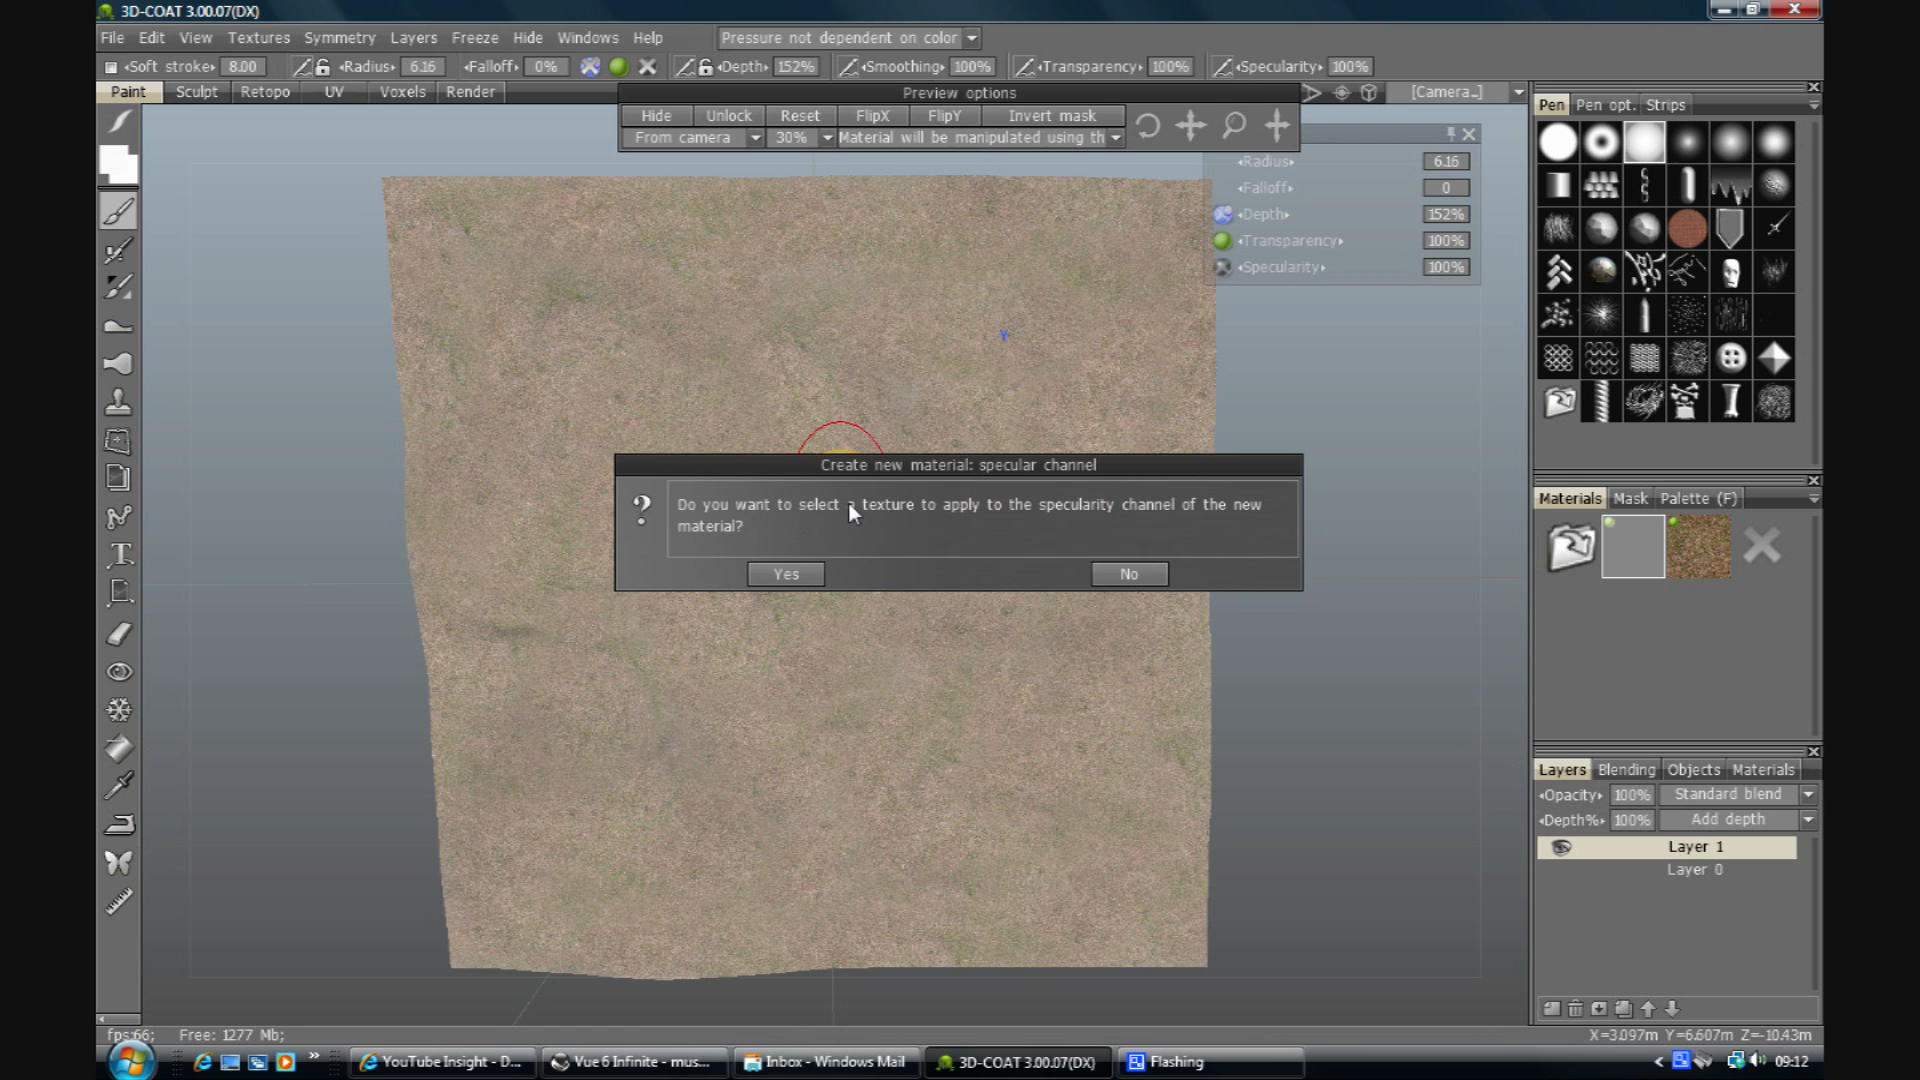 3D-COAT 3.00.07(DX)
File Edit View Textures Symmetry Layers Freeze Hide Windows Help Pressure not dependent on color
Soft stroke 8.00 Radius 6.16 Falloff 0% Depth 152% Smoothing 100% Transparency 100% Specularity 100%
Paint Sculpt Retopo UV Voxels Render [Camera_]
Preview options
Hide Unlock Reset FlipX FlipY Invert mask
From camera 30% Material will be manipulated using th
Radius 6.16
Falloff 0
Depth 152%
Transparency 100%
Specularity 100%
Y
Pen Pen opt. Strips
Create new material: specular channel
?
Do you want to select a texture to apply to the specularity channel of the new
material?
Yes No
Materials Mask Palette (F)
Layers Blending Objects Materials
Opacity 100% Standard blend
Depth% 100% Add depth
Layer 1
Layer 0
fps:66; Free: 1277 Mb; X=3.097m Y=6.607m Z=-10.43m
YouTube Insight - D... Vue 6 Infinite - mus... Inbox - Windows Mail 3D-COAT 3.00.07(DX) Flashing 09:12